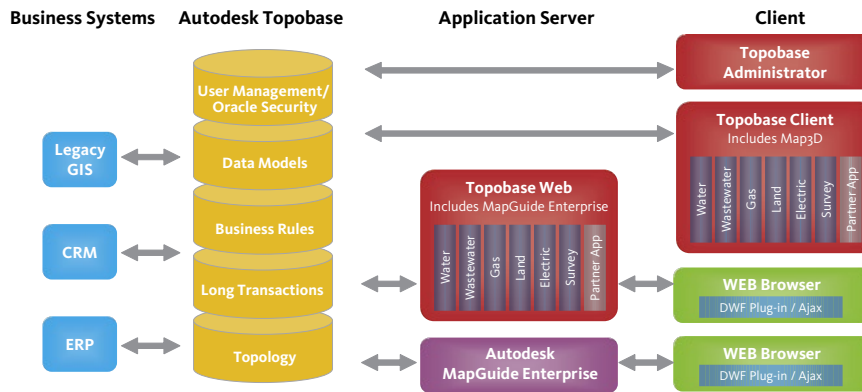 Business Systems
Autodesk Topobase
Application Server
Client
Legacy
GIS
CRM
ERP
User Management/
Oracle Security
Data Models
Business Rules
Long Transactions
Topology
Topobase Web
Includes MapGuide Enterprise
Water
Wastewater
Gas
Land
Electric
Survey
Partner App
Autodesk
MapGuide Enterprise
Topobase
Administrator
Topobase Client
Includes Map3D
Water
Wastewater
Gas
Land
Electric
Survey
Partner App
WEB Browser
DWF Plug-in / Ajax
WEB Browser
DWF Plug-in / Ajax